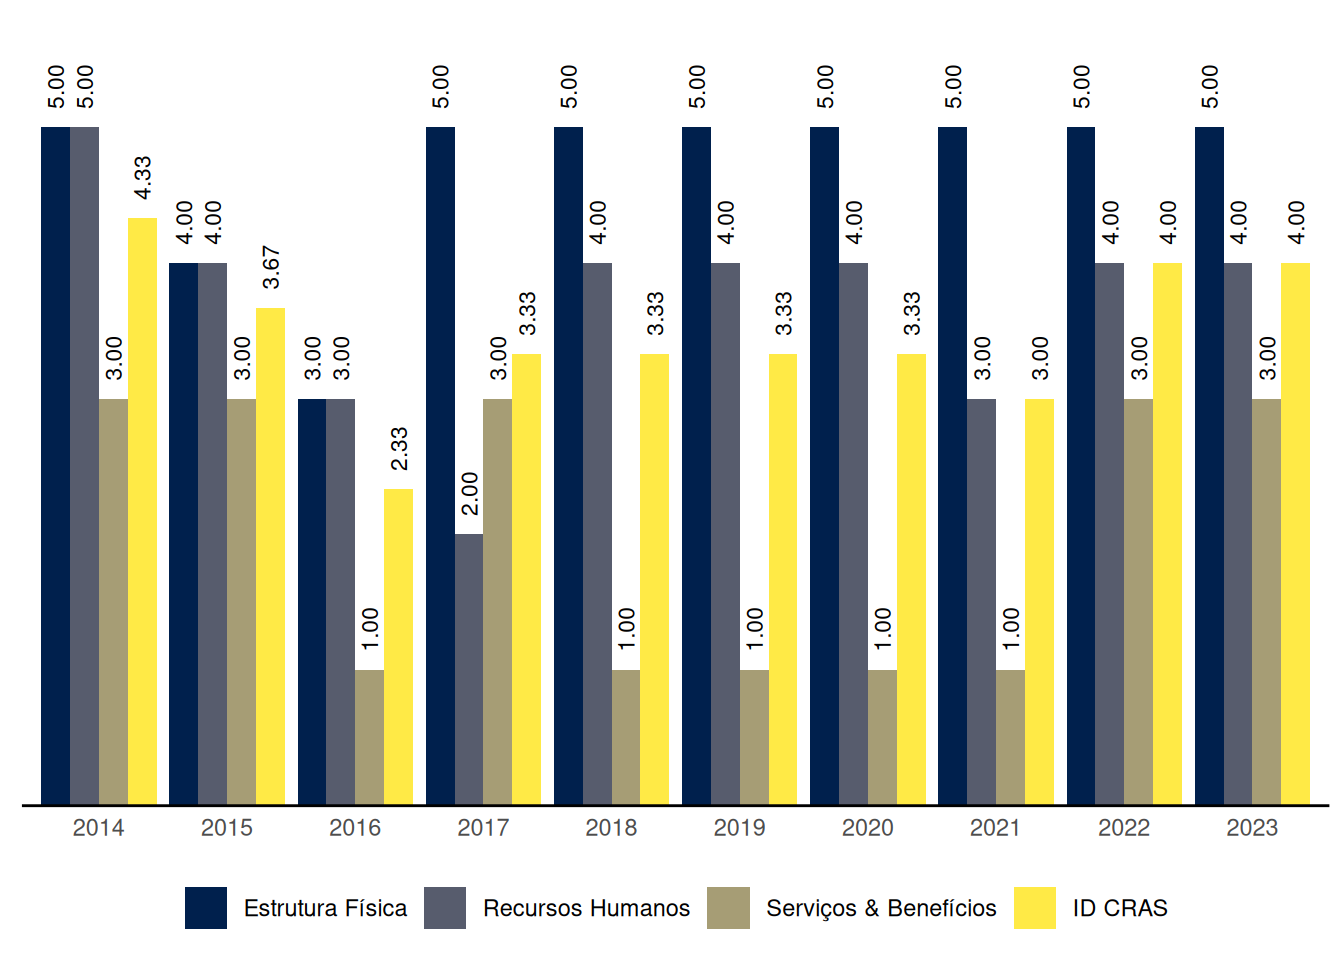 5.00 5.00 3.00 4.33
4.00 4.00 3.00 3.67
3.00 3.00 1.00 2.33
5.00 2.00 3.00 3.33
5.00 4.00 1.00 3.33
5.00 4.00 1.00 3.33
5.00 4.00 1.00 3.33
5.00 3.00 1.00 3.00
5.00 4.00 3.00 4.00
5.00 4.00 3.00 4.00
2014 2015 2016 2017 2018 2019 2020 2021 2022 2023
Estrutura Física Recursos Humanos Serviços & Benefícios ID CRAS